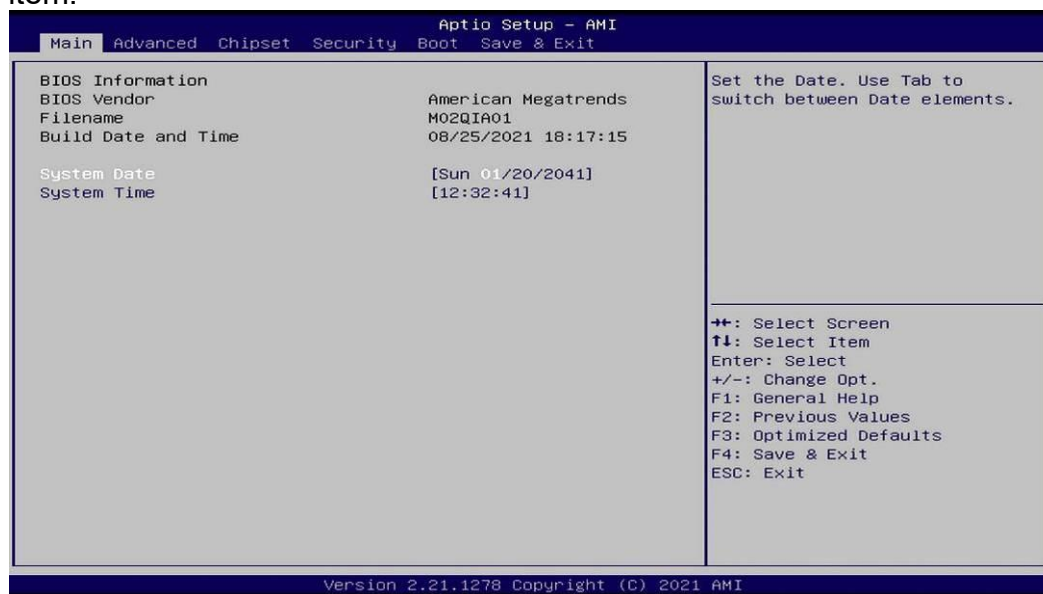 item.
Aptio Setup – AMI
Main Advanced Chipset Security Boot Save & Exit
BIOS Information
BIOS Vendor American Megatrends
Filename M02QIA01
Build Date and Time 08/25/2021 18:17:15
System Date [Sun 01/20/2041]
System Time [12:32:41]
Set the Date. Use Tab to
switch between Date elements.
→←: Select Screen
↑↓: Select Item
Enter: Select
+/-: Change Opt.
F1: General Help
F2: Previous Values
F3: Optimized Defaults
F4: Save & Exit
ESC: Exit
Version 2.21.1278 Copyright (C) 2021 AMI